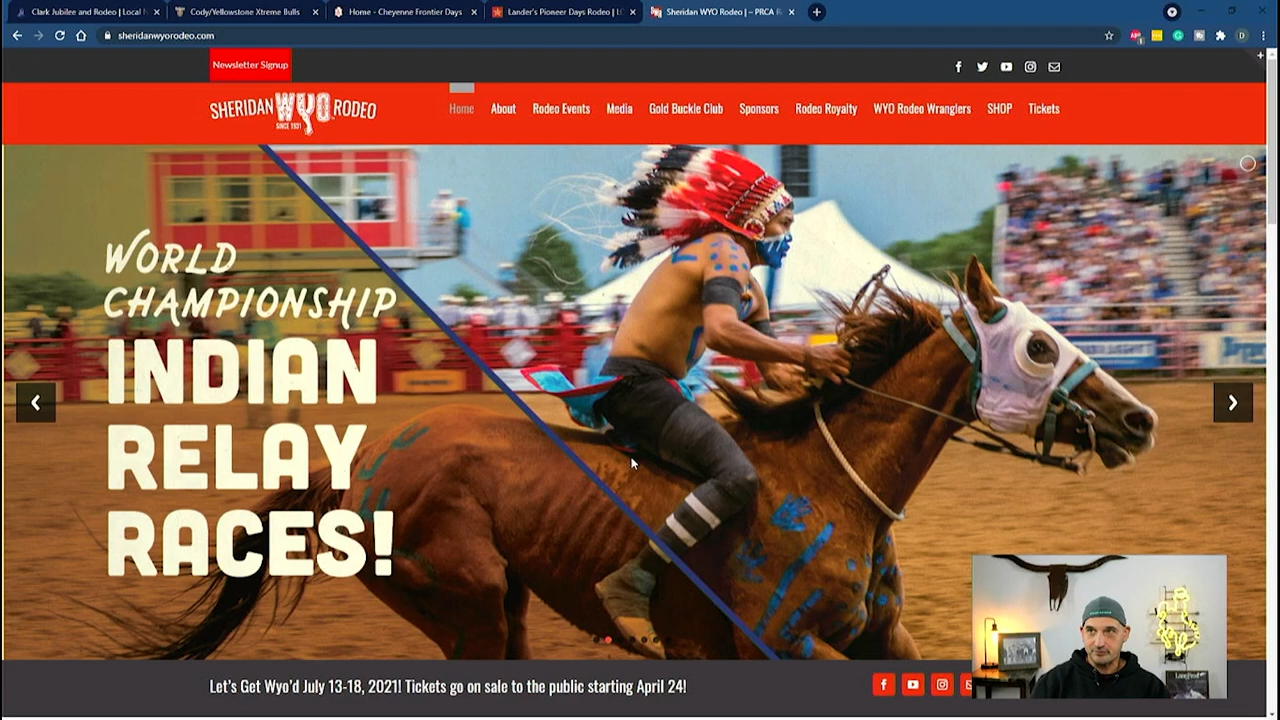 Clark Jubilee and Rodeo | Local
Cody/Yellowstone Xtreme Bulls
Home - Cheyenne Frontier Days
Lander's Pioneer Days Rodeo |
Sheridan WYO Rodeo | – PRCA
sheridanwyorodeo.com
Newsletter Signup
SHERIDAN WYO RODEO
SINCE 1931
Home
About
Rodeo Events
Media
Gold Buckle Club
Sponsors
Rodeo Royalty
WYO Rodeo Wranglers
SHOP
Tickets
WORLD
CHAMPIONSHIP
INDIAN
RELAY
RACES!
Let's Get Wyo'd July 13-18, 2021! Tickets go on sale to the public starting April 24!